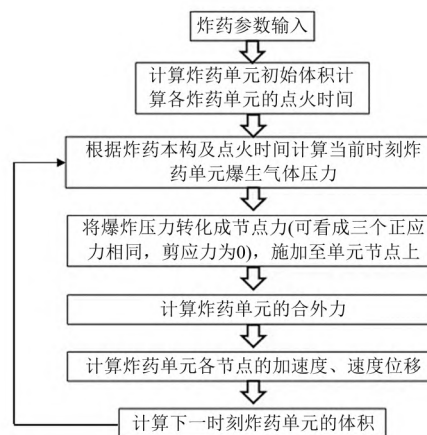 炸药参数输入
计算炸药单元初始体积计
算各炸药单元的点火时间
根据炸药本构及点火时间计算当前时刻炸
药单元爆生气体压力
将爆炸压力转化成节点力(可看成三个正应
力相同，剪应力为0)，施加至单元节点上
计算炸药单元的合外力
计算炸药单元各节点的加速度、速度位移
计算下一时刻炸药单元的体积